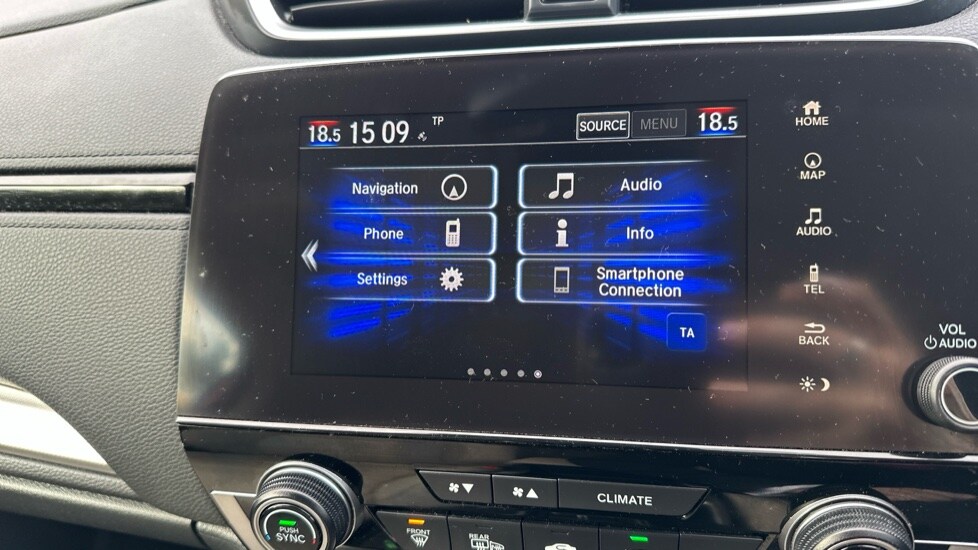 18.5 15 09 TP SOURCE MENU 18.5
Navigation
Audio
Phone
Info
Settings
Smartphone
Connection
TA
HOME
MAP
AUDIO
TEL
BACK
VOL
AUDIO
CLIMATE
PUSH
SYNC
FRONT
REAR